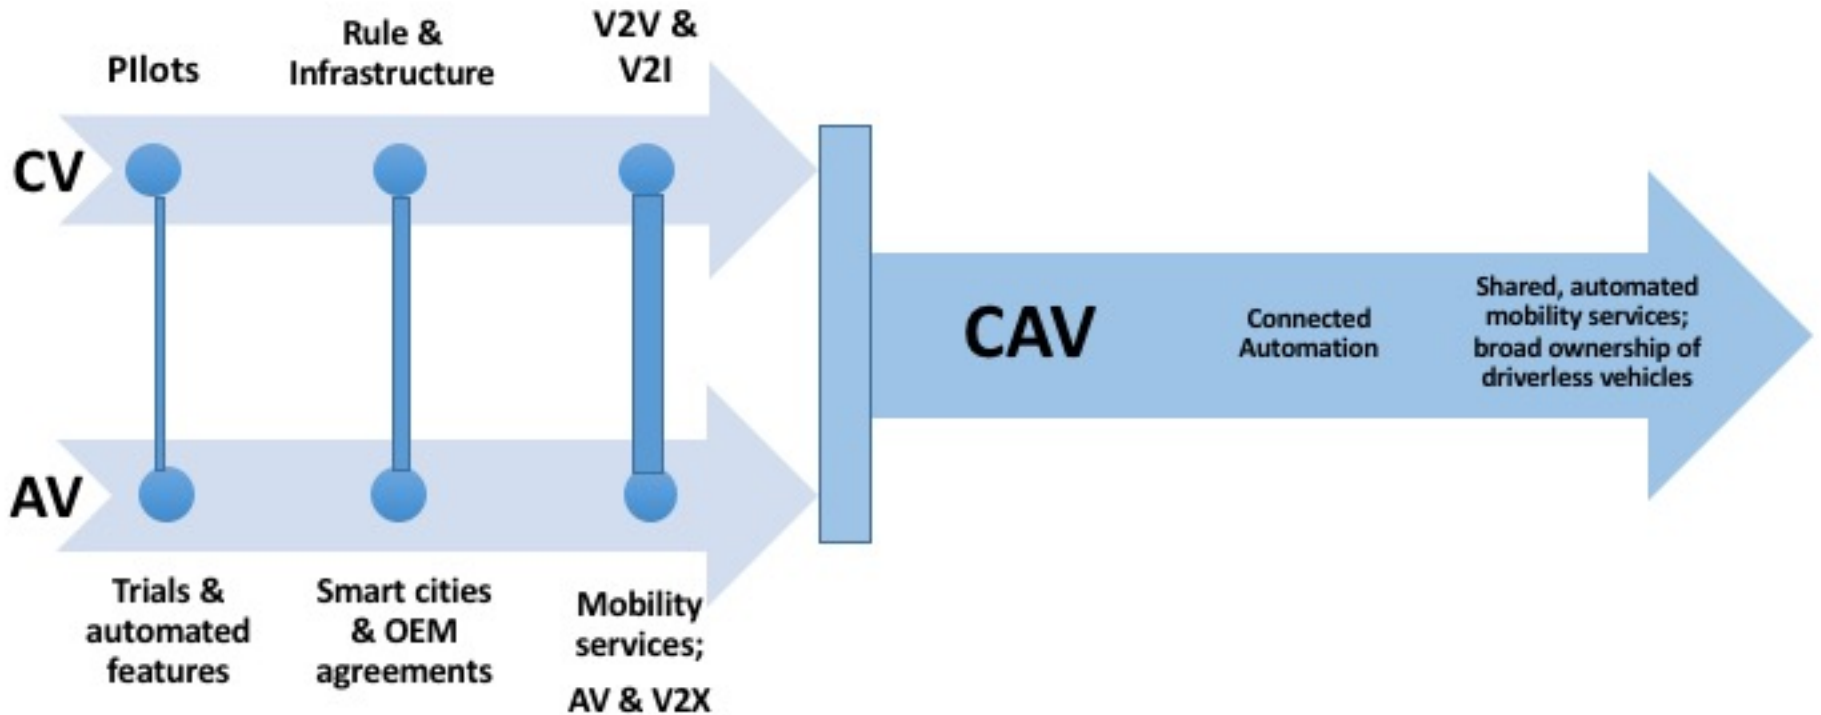 PIlots
Rule &
Infrastructure
V2V &
V2I
CV
AV
Trials &
automated
features
Smart cities
& OEM
agreements
Mobility
services;
AV & V2X
CAV
Connected
Automation
Shared, automated
mobility services;
broad ownership of
driverless vehicles